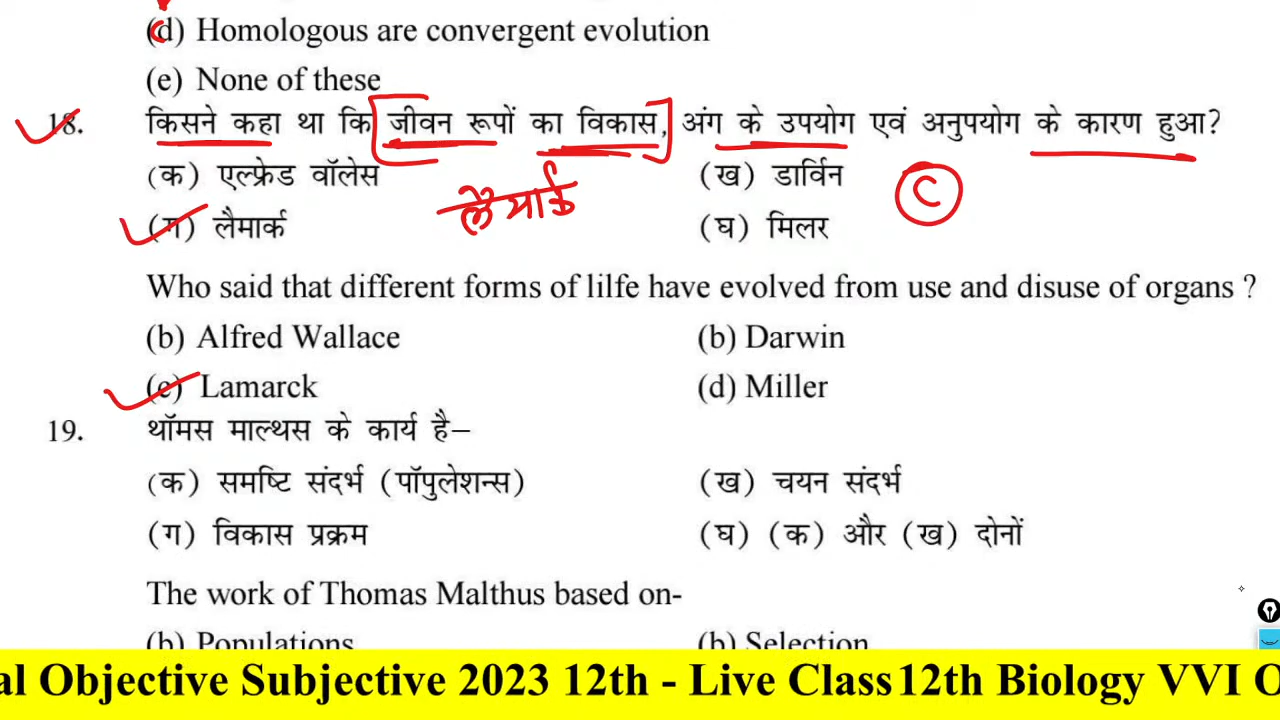 (d) Homologous are convergent evolution
(e) None of these
18. किसने कहा था कि जीवन रूपों का विकास, अंग के उपयोग एवं अनुपयोग के कारण हुआ?
(क) एल्फ्रेड वॉलेस (ख) डार्विन
लैमार्क C
(ग) लैमार्क (घ) मिलर
Who said that different forms of lilfe have evolved from use and disuse of organs ?
(b) Alfred Wallace (b) Darwin
(c) Lamarck (d) Miller
19. थॉमस माल्थस के कार्य है–
(क) समष्टि संदर्भ (पॉपुलेशन्स) (ख) चयन संदर्भ
(ग) विकास प्रक्रम (घ) (क) और (ख) दोनों
The work of Thomas Malthus based on-
(b) Populations (b) Selection
al Objective Subjective 2023 12th - Live Class 12th Biology VVI O